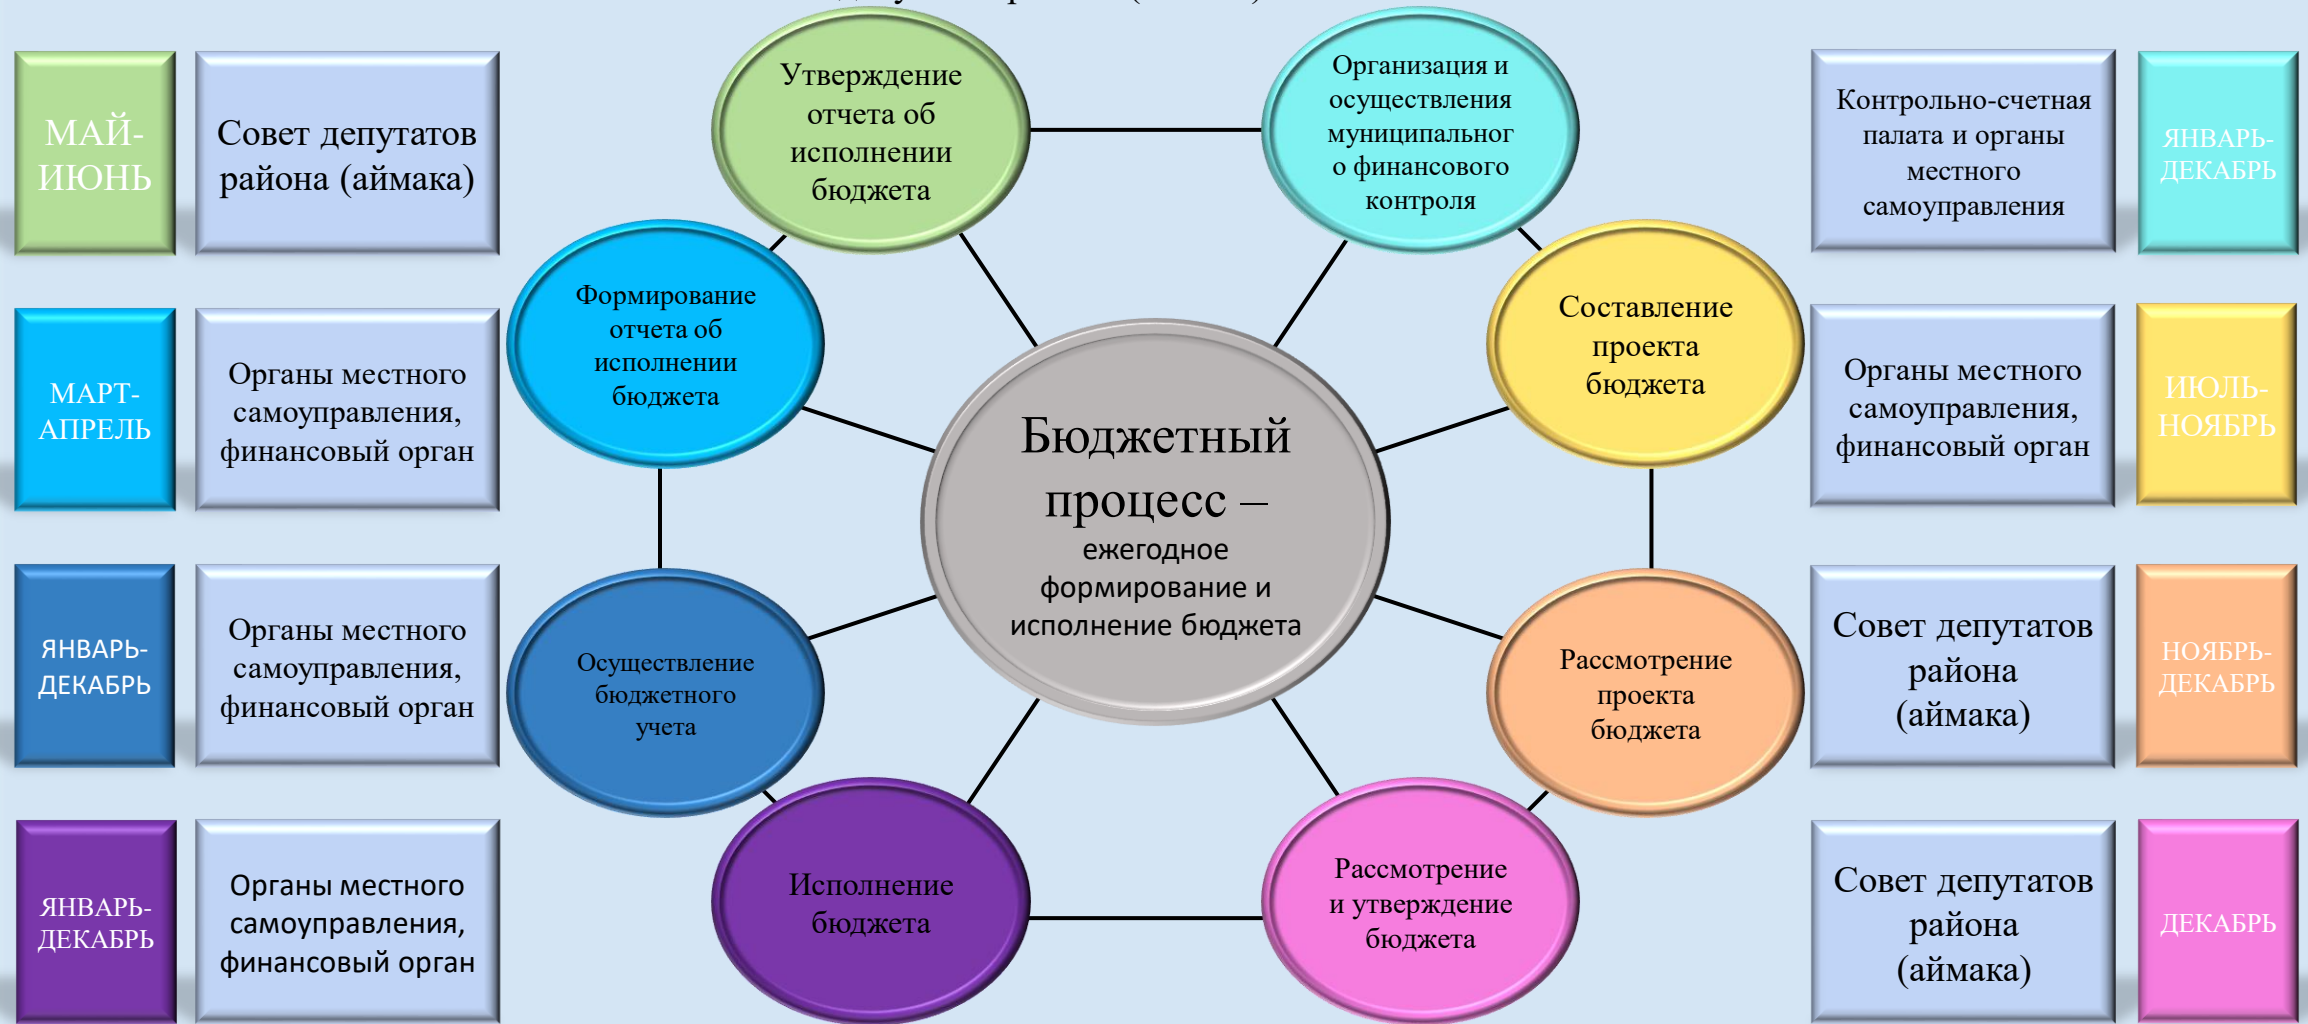 МАЙ-
ИЮНЬ
Совет депутатов
района (аймака)
Утверждение
отчета об
исполнении
бюджета
Организация и
осуществления
муниципальног
о финансового
контроля
Контрольно-счетная
палата и органы
местного
самоуправления
ЯНВАРЬ-
ДЕКАБРЬ
МАРТ-
АПРЕЛЬ
Органы местного
самоуправления,
финансовый орган
Формирование
отчета об
исполнении
бюджета
Составление
проекта
бюджета
Органы местного
самоуправления,
финансовый орган
ИЮЛЬ-
НОЯБРЬ
Бюджетный
процесс –
ежегодное
формирование и
исполнение бюджета
ЯНВАРЬ-
ДЕКАБРЬ
Органы местного
самоуправления,
финансовый орган
Осуществление
бюджетного
учета
Рассмотрение
проекта
бюджета
Совет депутатов
района
(аймака)
НОЯБРЬ-
ДЕКАБРЬ
ЯНВАРЬ-
ДЕКАБРЬ
Органы местного
самоуправления,
финансовый орган
Исполнение
бюджета
Рассмотрение
и утверждение
бюджета
Совет депутатов
района
(аймака)
ДЕКАБРЬ